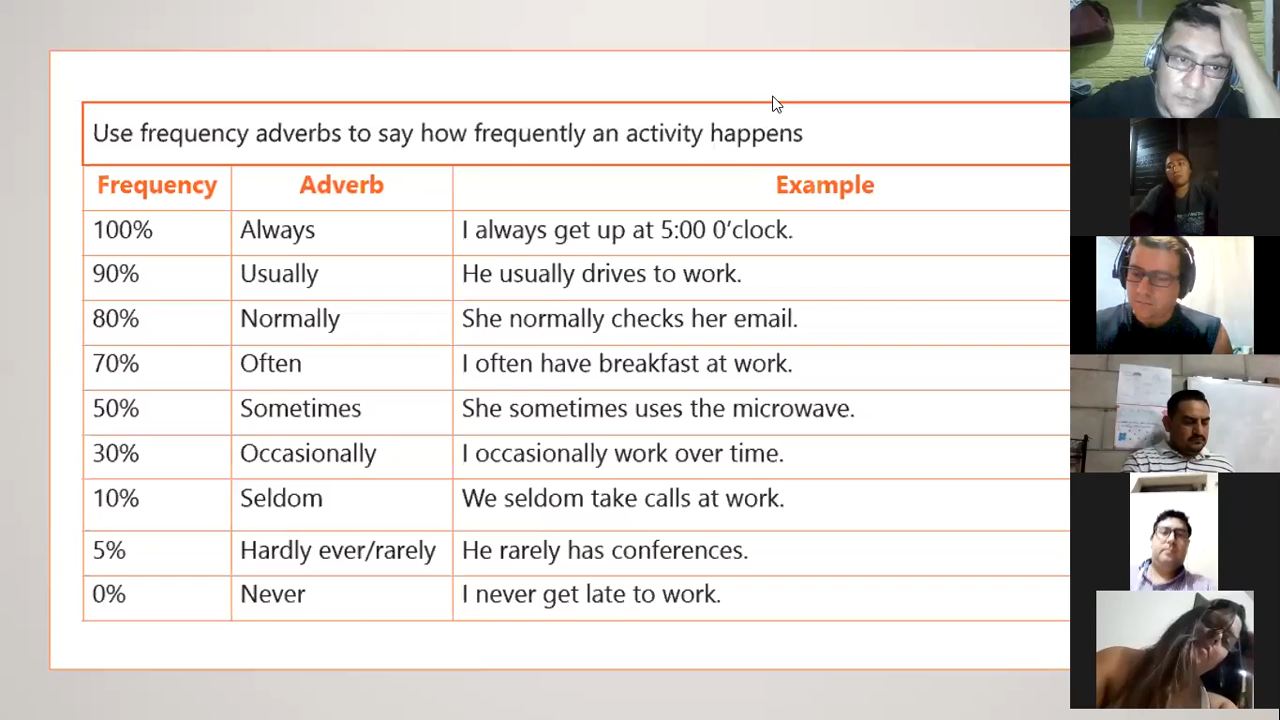 Use frequency adverbs to say how frequently an activity happens
Frequency Adverb Example
100% Always I always get up at 5:00 0’clock.
90% Usually He usually drives to work.
80% Normally She normally checks her email.
70% Often I often have breakfast at work.
50% Sometimes She sometimes uses the microwave.
30% Occasionally I occasionally work over time.
10% Seldom We seldom take calls at work.
5% Hardly ever/rarely He rarely has conferences.
0% Never I never get late to work.